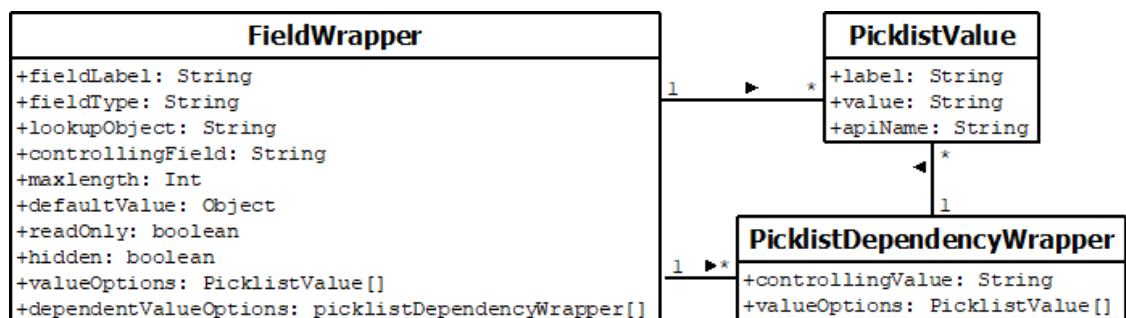 FieldWrapper
+fieldLabel: String
+fieldType: String
+lookupObject: String
+controllingField: String
+maxlength: Int
+defaultValue: Object
+readOnly: boolean
+hidden: boolean
+valueOptions: PicklistValue[]
+dependentValueOptions: picklistDependencyWrapper[]
1 *
PicklistValue
+label: String
+value: String
+apiName: String
*
1
1 *
PicklistDependencyWrapper
+controllingValue: String
+valueOptions: PicklistValue[]